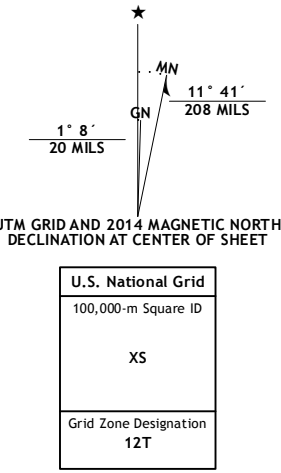 ★
MN
GN
11° 41´
208 MILS
1° 8´
20 MILS
UTM GRID AND 2014 MAGNETIC NORTH
DECLINATION AT CENTER OF SHEET
U.S. National Grid
100,000-m Square ID
XS
Grid Zone Designation
12T